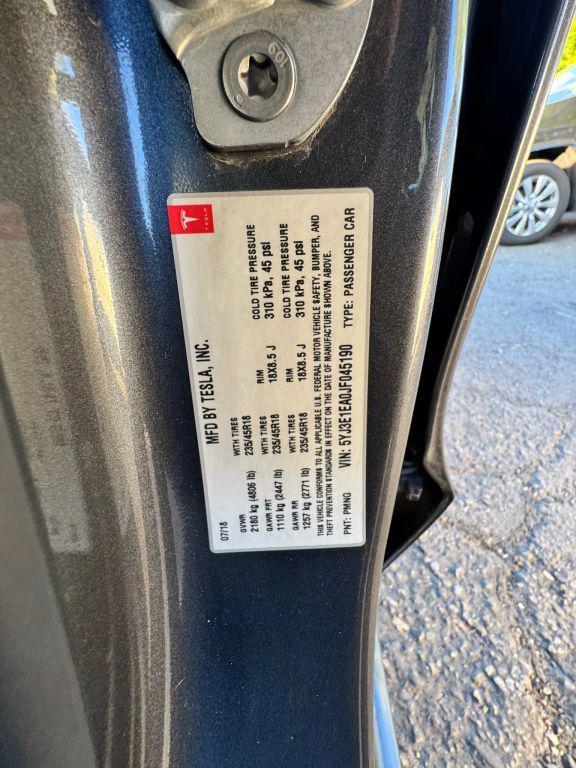 TESLA
MFD BY TESLA, INC.
07/18
GVWR WITH TIRES RIM COLD TIRE PRESSURE
2180 kg (4806 lb) 235/45R18 18X8.5 J 310 kPa, 45 psi
GAWR FRT WITH TIRES RIM COLD TIRE PRESSURE
1110 kg (2447 lb) 235/45R18 18X8.5 J 310 kPa, 45 psi
GAWR RR
1257 kg (2771 lb) 235/45R18
THIS VEHICLE CONFORMS TO ALL APPLICABLE U.S. FEDERAL MOTOR VEHICLE SAFETY, BUMPER, AND
THEFT PREVENTION STANDARDS IN EFFECT ON THE DATE OF MANUFACTURE SHOWN ABOVE.
VIN: 5YJ3E1EA0JF045190 TYPE: PASSENGER CAR
PNT: PMNG